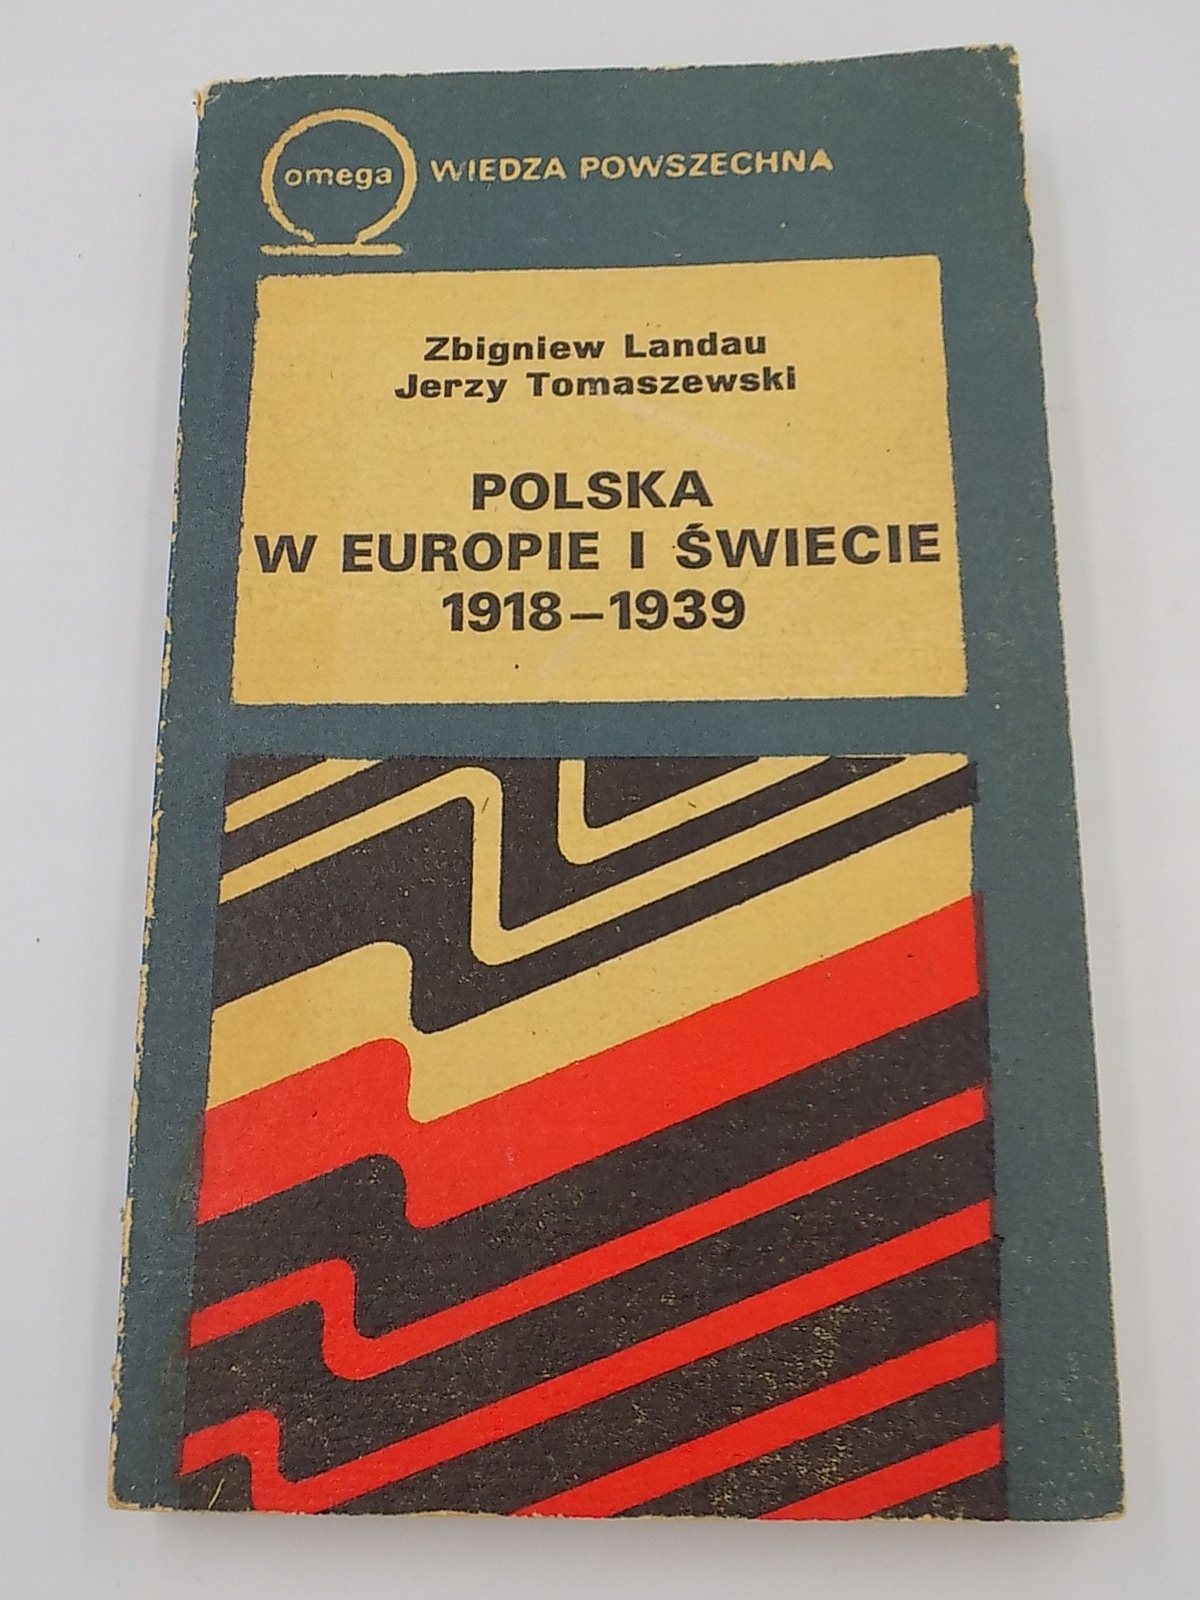 omega WIEDZA POWSZECHNA
Zbigniew Landau
Jerzy Tomaszewski
POLSKA
W EUROPIE I ŚWIECIE
1918–1939